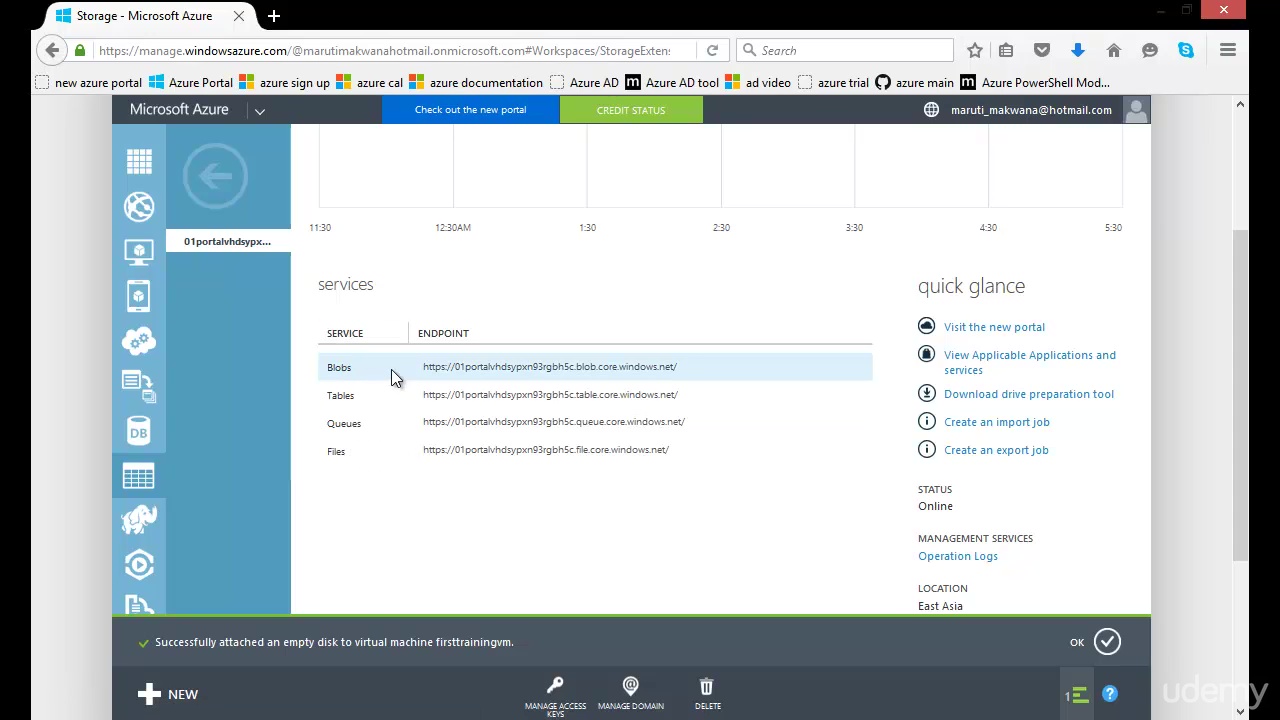 Storage - Microsoft Azure
https://manage.windowsazure.com/@marutimakwanahotmail.onmicrosoft.com#Workspaces/StorageExtens
Search
new azure portal
Azure Portal
azure sign up
azure cal
azure documentation
Azure AD
Azure AD tool
ad video
azure trial
azure main
Azure PowerShell Mod...
Microsoft Azure
Check out the new portal
CREDIT STATUS
maruti_makwana@hotmail.com
01portalvhdsypx...
11:30 12:30AM 1:30 2:30 3:30 4:30 5:30
services
SERVICE ENDPOINT
Blobs https://01portalvhdsypxn93rgbh5c.blob.core.windows.net/
Tables https://01portalvhdsypxn93rgbh5c.table.core.windows.net/
Queues https://01portalvhdsypxn93rgbh5c.queue.core.windows.net/
Files https://01portalvhdsypxn93rgbh5c.file.core.windows.net/
quick glance
Visit the new portal
View Applicable Applications and
services
Download drive preparation tool
Create an import job
Create an export job
STATUS
Online
MANAGEMENT SERVICES
Operation Logs
LOCATION
East Asia
DB
Successfully attached an empty disk to virtual machine firsttrainingvm.
OK
NEW
MANAGE ACCESS
KEYS
MANAGE DOMAIN
DELETE
1
?
udemy